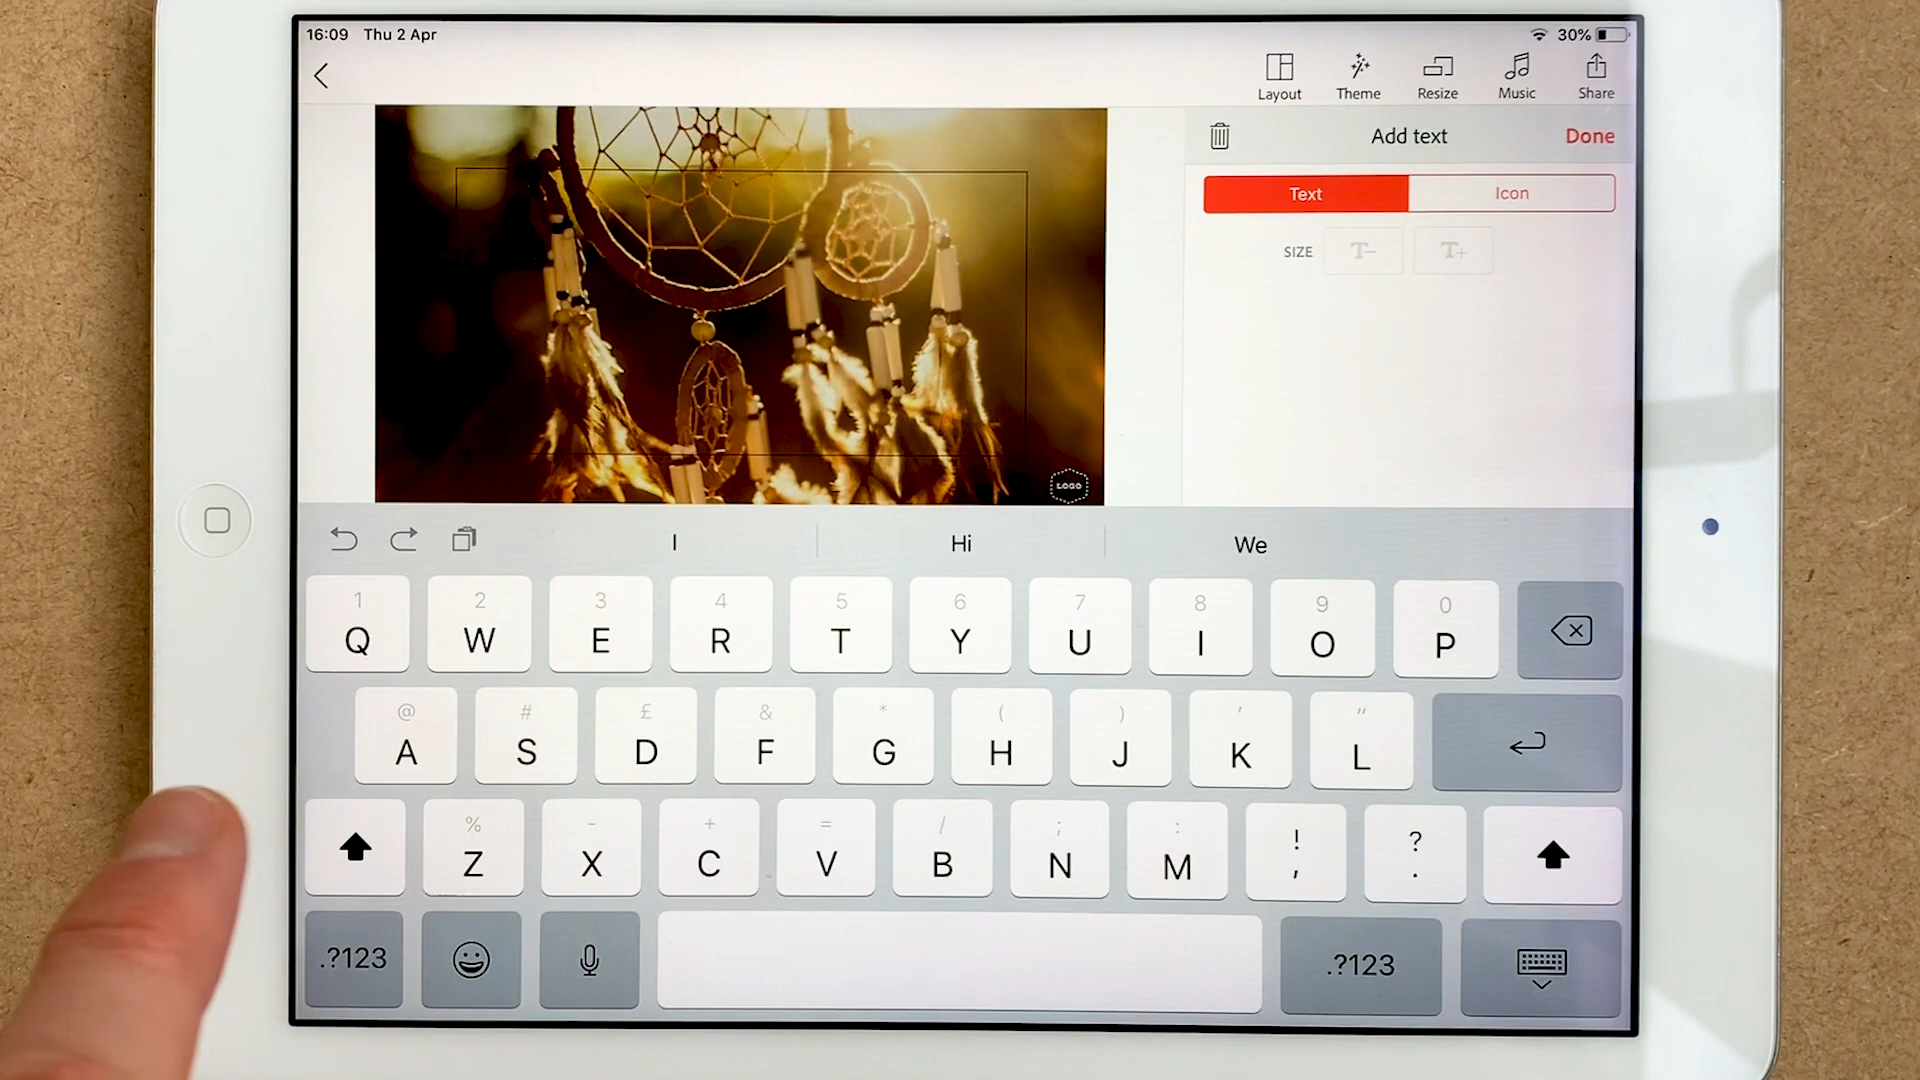 16:09 Thu 2 Apr 30%
Layout Theme Resize Music Share
Add text Done
Text Icon
SIZE T- T+
LOGO
I Hi We
1 2 3 4 5 6 7 8 9 0
Q W E R T Y U I O P
@ # £ & * ( ) ' "
A S D F G H J K L
% - + = / ; : ! ?
Z X C V B N M , .
.?123 .?123